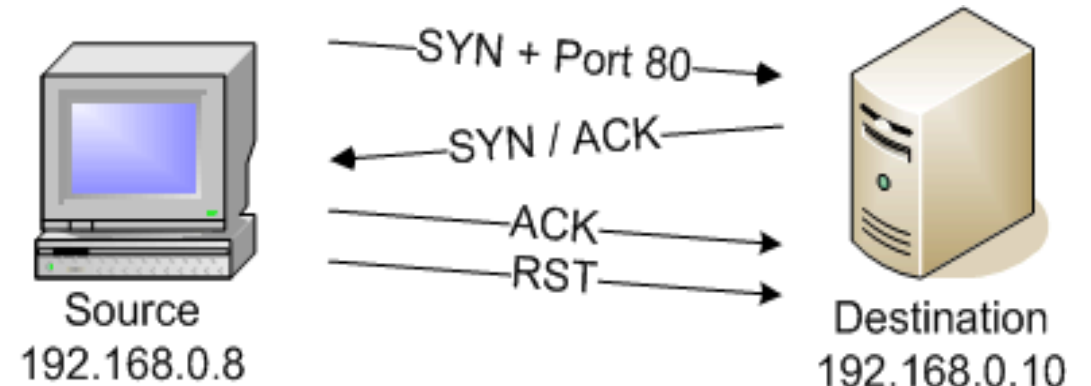 SYN + Port 80
SYN / ACK
ACK
RST
Source
192.168.0.8
Destination
192.168.0.10